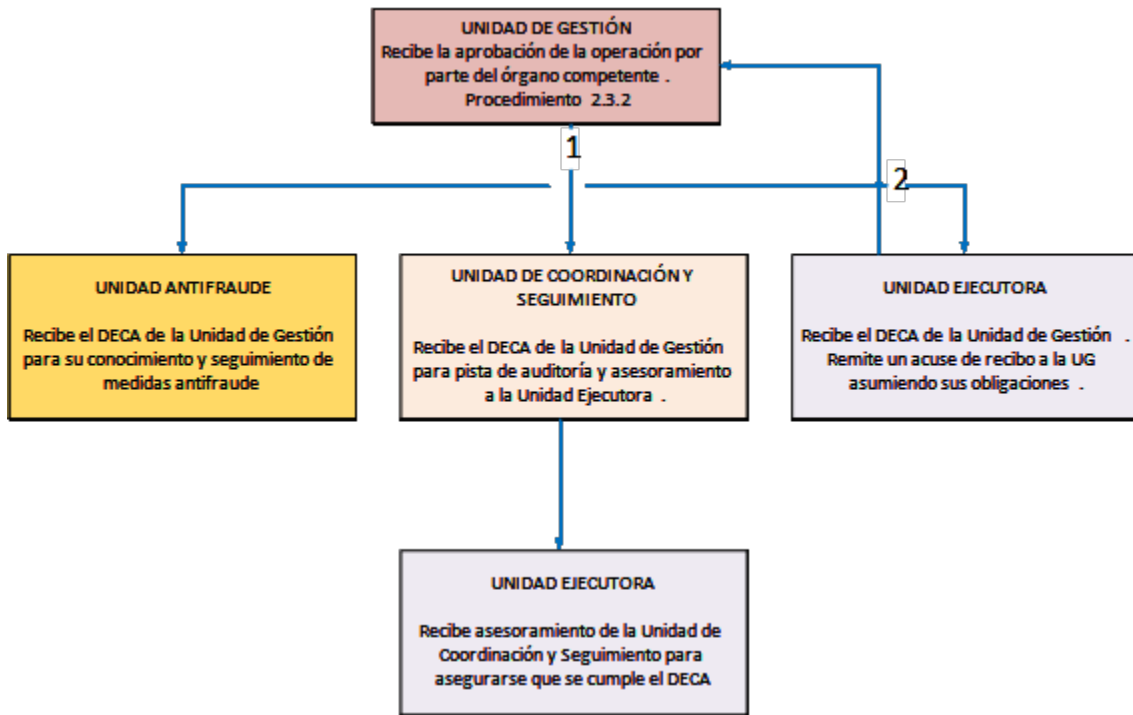 UNIDAD DE GESTIÓN
Recibe la aprobación de la operación por
parte del órgano competente .
Procedimiento 2.3.2
1
2
UNIDAD ANTIFRAUDE
Recibe el DECA de la Unidad de Gestión
para su conocimiento y seguimiento de
medidas antifraude
UNIDAD DE COORDINACIÓN Y
SEGUIMIENTO
Recibe el DECA de la Unidad de Gestión
para pista de auditoría y asesoramiento
a la Unidad Ejecutora .
UNIDAD EJECUTORA
Recibe el DECA de la Unidad de Gestión .
Remite un acuse de recibo a la UG
asumiendo sus obligaciones .
UNIDAD EJECUTORA
Recibe asesoramiento de la Unidad de
Coordinación y Seguimiento para
asegurarse que se cumple el DECA